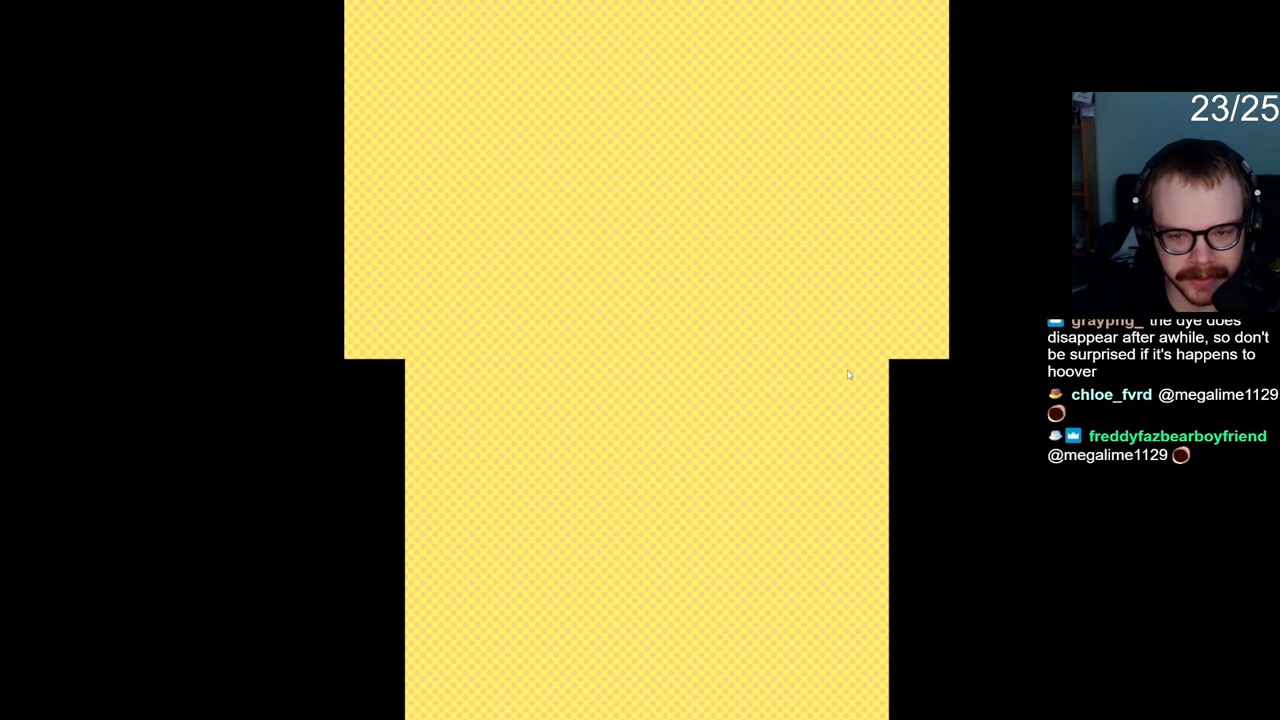 23/25
graypng_ the dye does
disappear after awhile, so don't
be surprised if it's happens to
hoover
chloe_fvrd @megalime1129
freddyfazbearboyfriend
@megalime1129